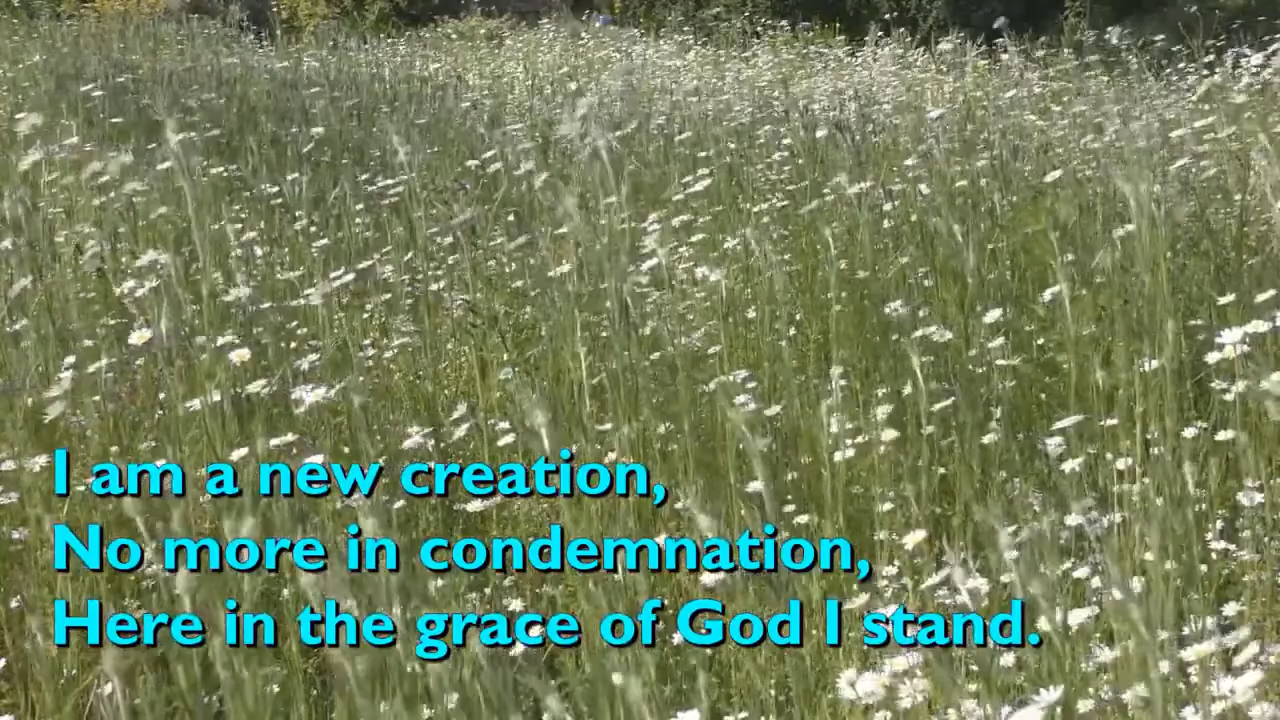 I am a new creation,
No more in condemnation,
Here in the grace of God I stand.